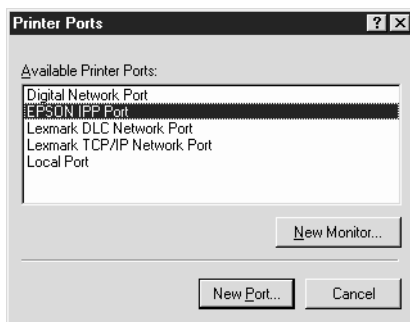 Printer Ports
Available Printer Ports:
Digital Network Port
EPSON IPP Port
Lexmark DLC Network Port
Lexmark TCP/IP Network Port
Local Port
New Monitor...
New Port...
Cancel